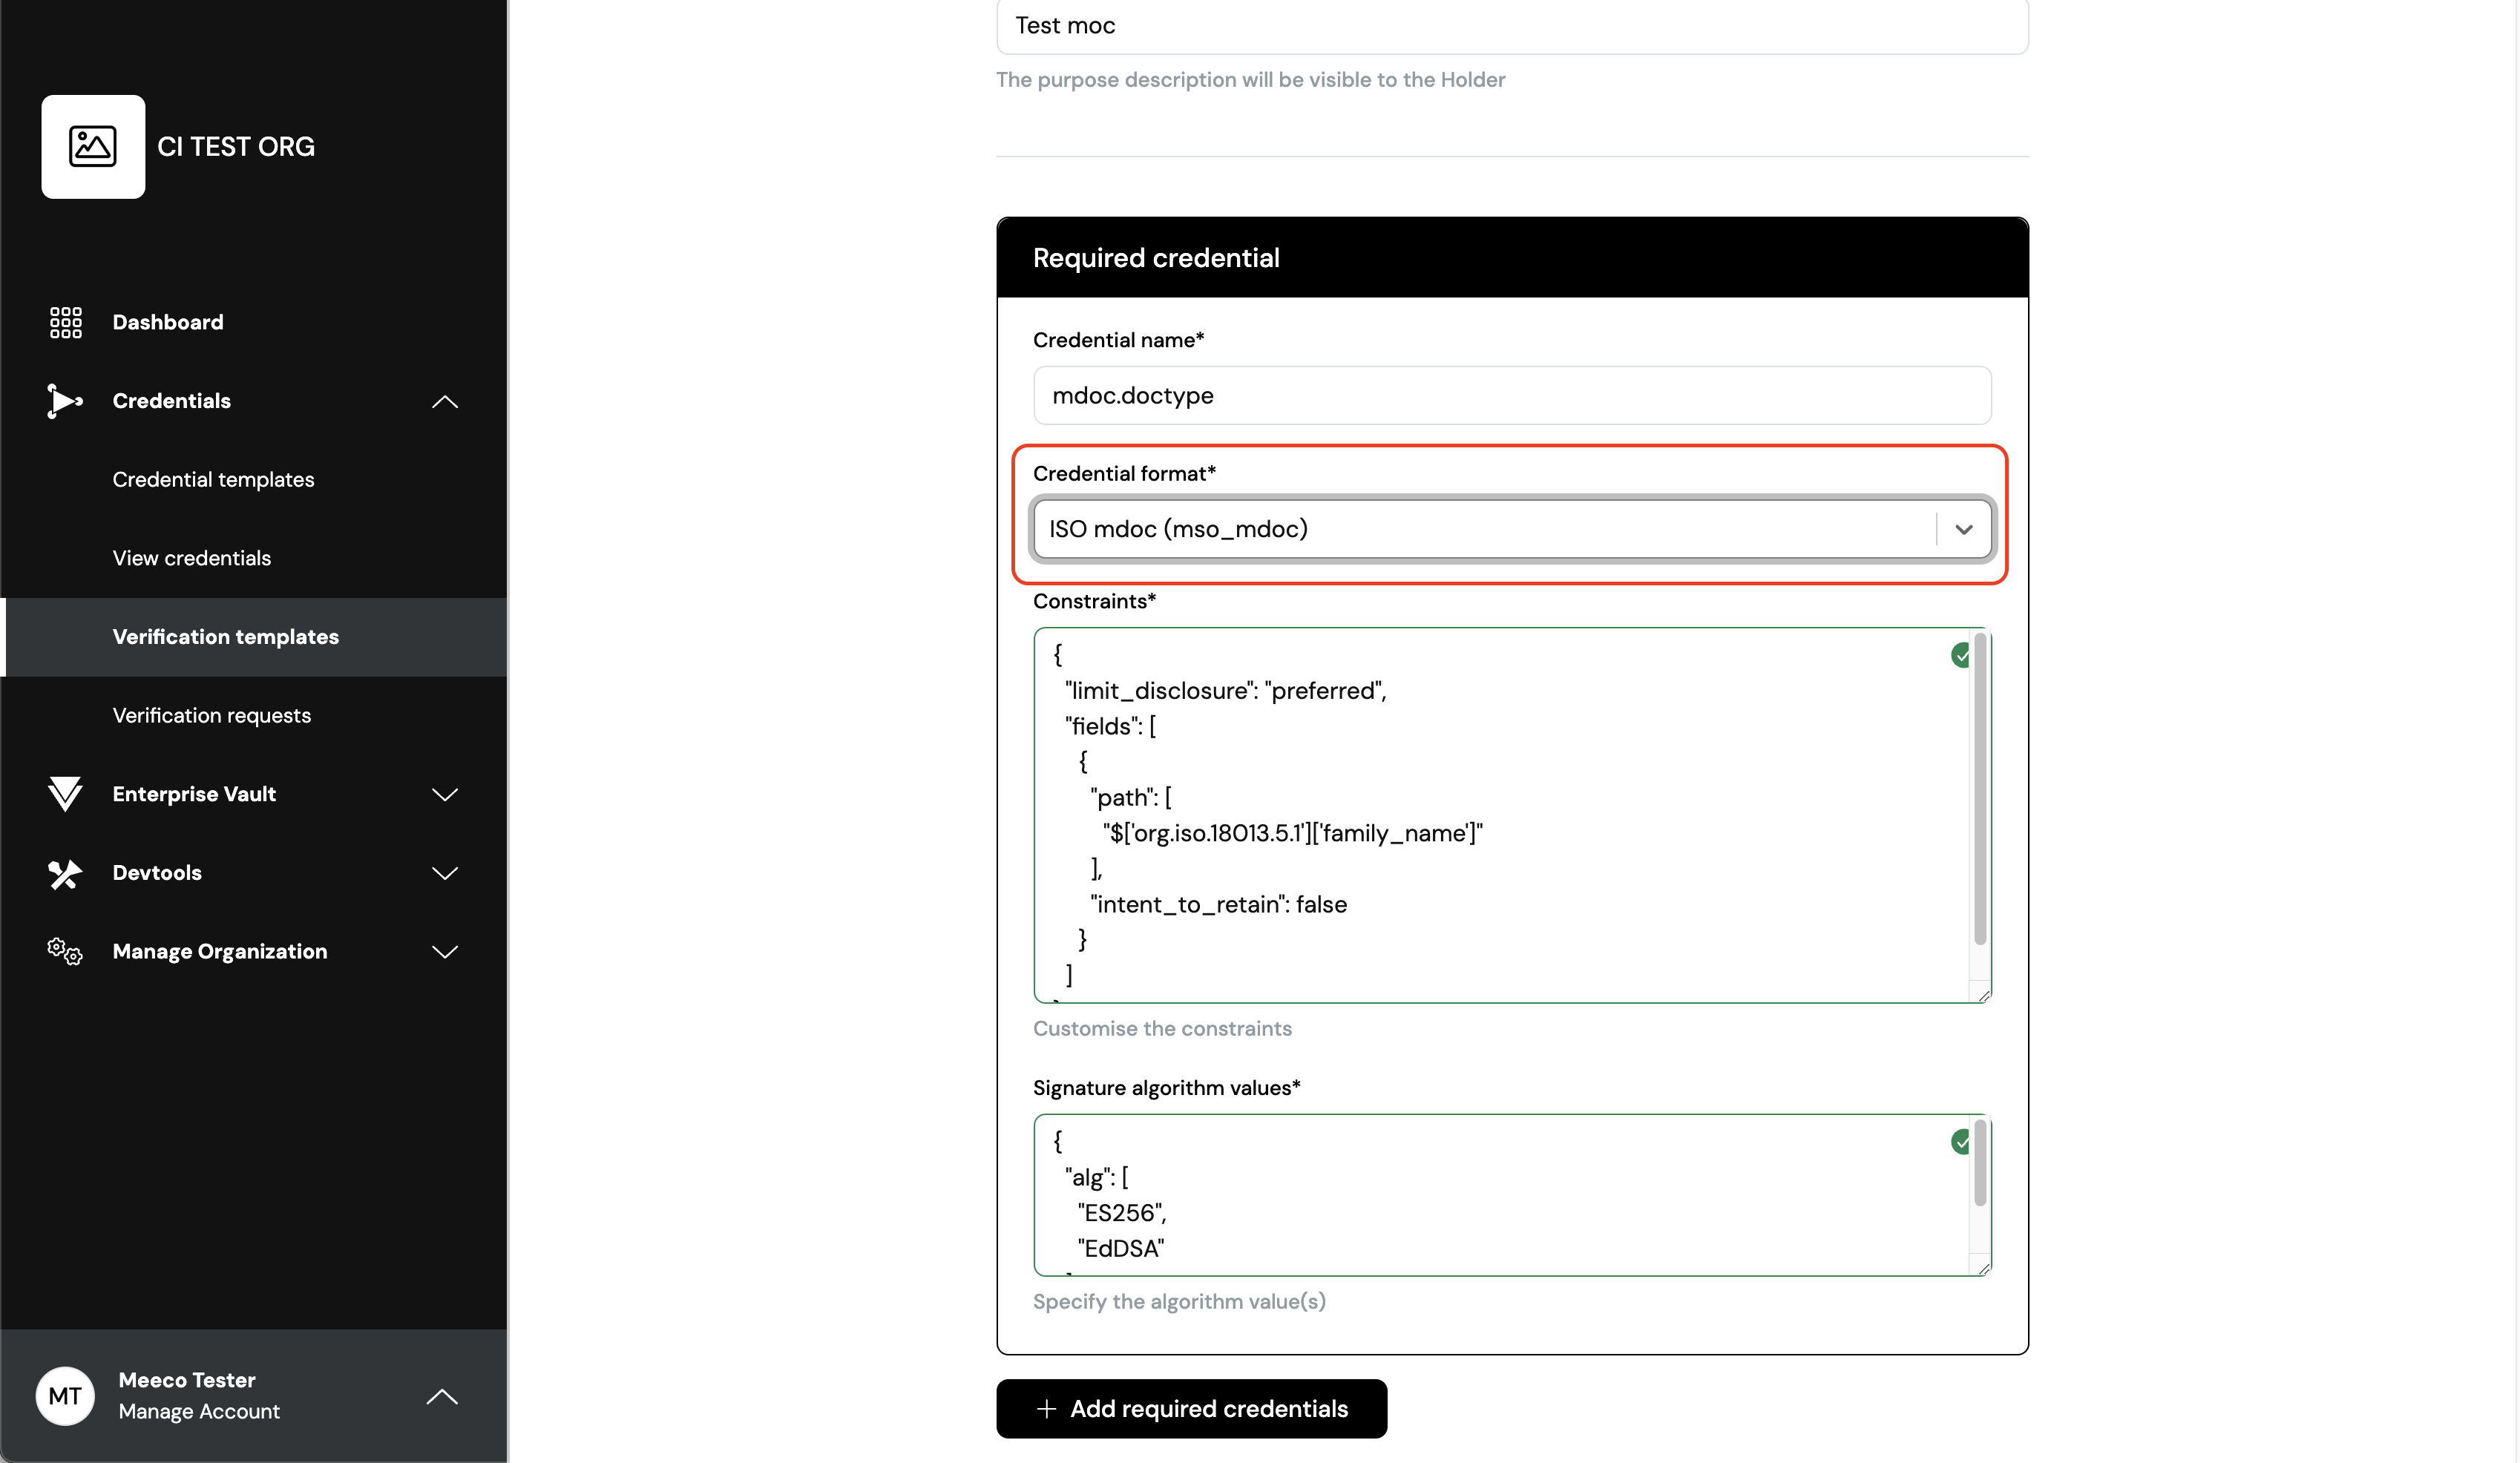 CI TEST ORG
Dashboard
Credentials
Credential templates
View credentials
Verification templates
Verification requests
Enterprise Vault
Devtools
Manage Organization
MT
Meeco Tester
Manage Account
Test moc
The purpose description will be visible to the Holder
Required credential
Credential name*
mdoc.doctype
Credential format*
ISO mdoc (mso_mdoc)
Constraints*
{
"limit_disclosure": "preferred",
"fields": [
{
"path": [
"$['org.iso.18013.5.1']['family_name']"
],
"intent_to_retain": false
}
]
Customise the constraints
Signature algorithm values*
{
"alg": [
"ES256",
"EdDSA"
Specify the algorithm value(s)
+ Add required credentials